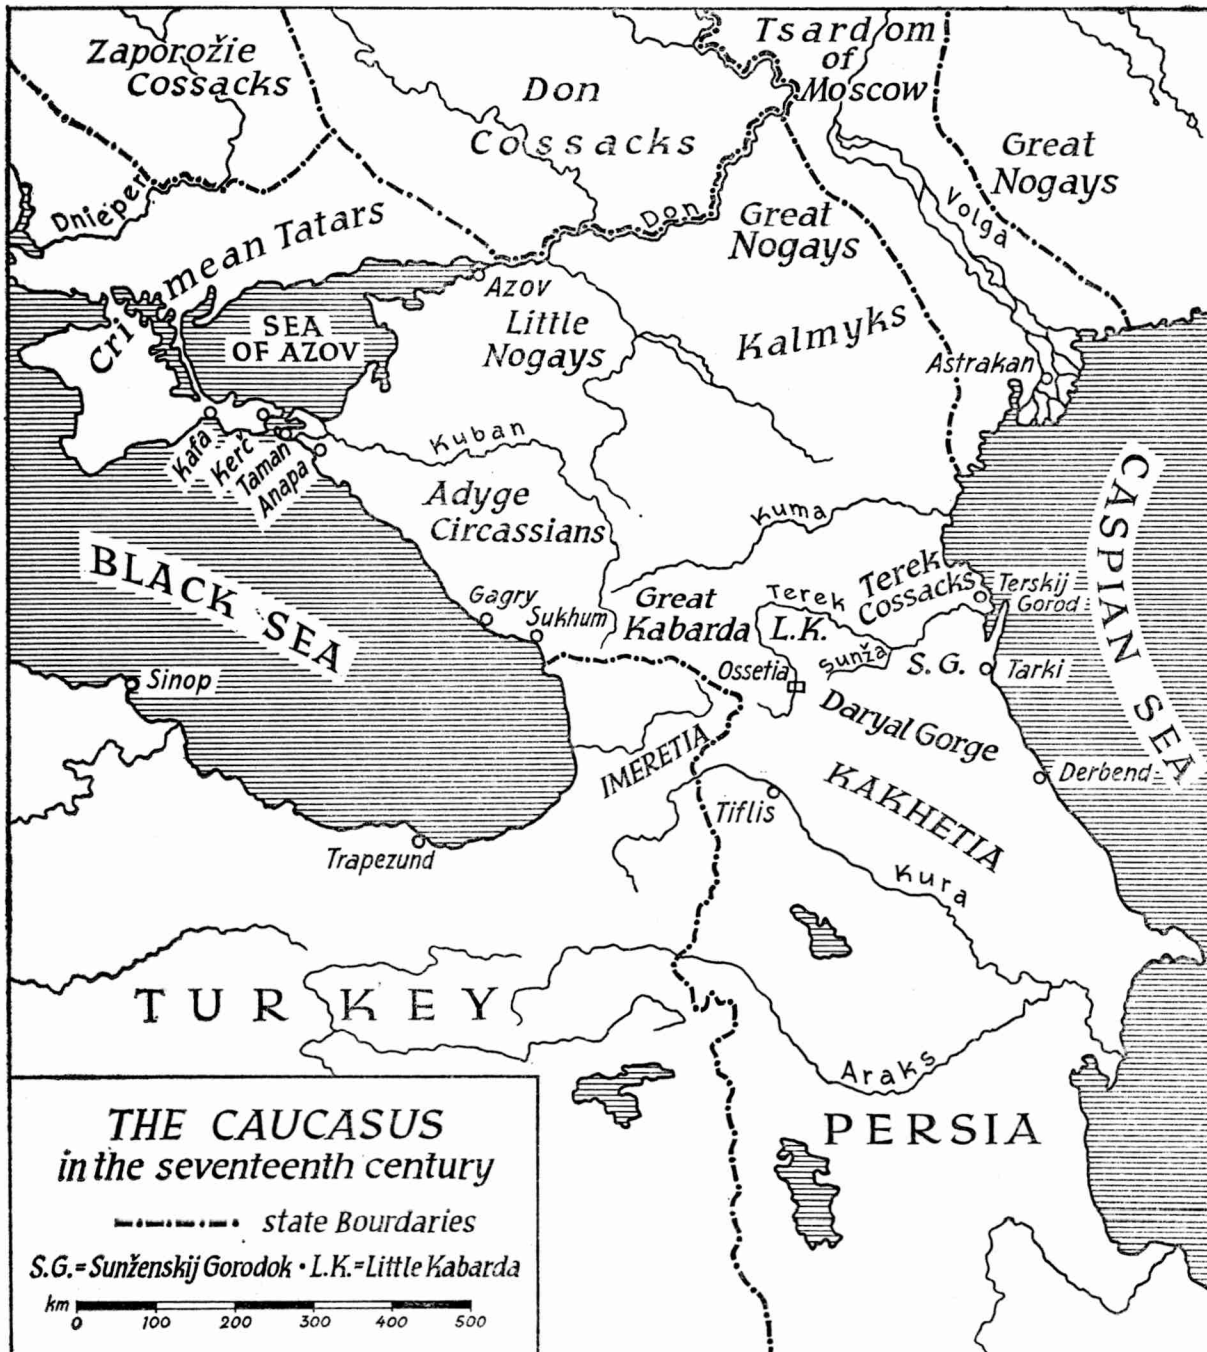 Zaporožie
Cossacks
Don
Cossacks
Tsardom
of
Moscow
Great
Nogays
Dnieper
Crimean Tatars
Don
Great
Nogays
Volga
Azov
SEA
OF AZOV
Little
Nogays
Kalmyks
Astrakan
Kafa
Kerč
Taman
Anapa
Kuban
Adyge
Circassians
Kuma
CASPIAN SEA
BLACK SEA
Gagry
Sukhum
Great
Kabarda
Terek
L.K.
Terek
Cossacks
Terskij
Gorod
Sunža
S.G.
Tarki
Sinop
Ossetia
Daryal Gorge
IMERETIA
Derbend
KAKHETIA
Tiflis
Trapezund
Kura
TURKEY
Araks
PERSIA
THE CAUCASUS
in the seventeenth century
state Bourdaries
S.G.=Sunženskij Gorodok • L.K.=Little Kabarda
km
0 100 200 300 400 500